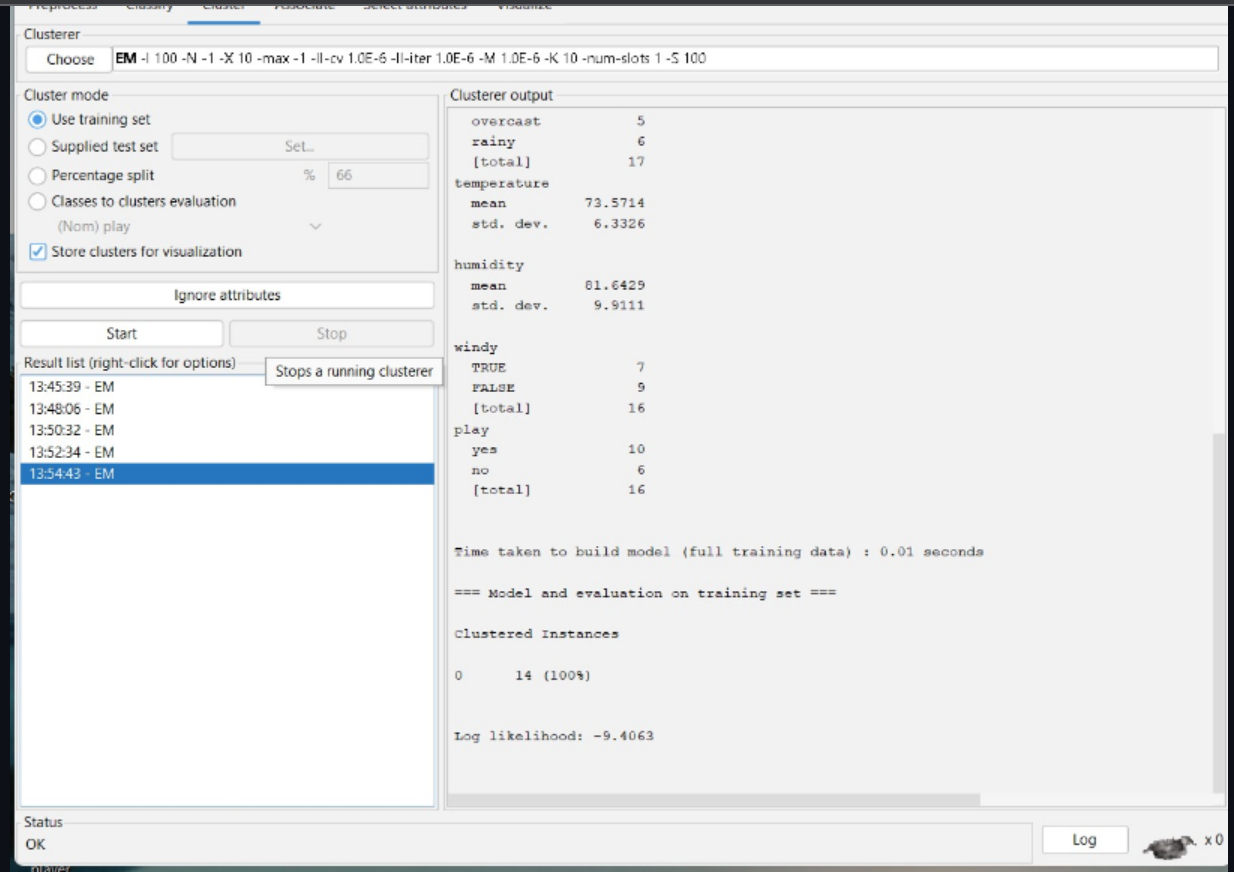 Preprocess Classify Cluster Associate Select attributes Visualize
Clusterer
Choose EM -I 100 -N -1 -X 10 -max -1 -ll-cv 1.0E-6 -ll-iter 1.0E-6 -M 1.0E-6 -K 10 -num-slots 1 -S 100
Cluster mode
Use training set
Supplied test set Set...
Percentage split % 66
Classes to clusters evaluation
(Nom) play
Store clusters for visualization
Ignore attributes
Start Stop
Result list (right-click for options)
Stops a running clusterer
13:45:39 - EM
13:48:06 - EM
13:50:32 - EM
13:52:34 - EM
13:54:43 - EM
Clusterer output
overcast 5
rainy 6
[total] 17
temperature
mean 73.5714
std. dev. 6.3326
humidity
mean 81.6429
std. dev. 9.9111
windy
TRUE 7
FALSE 9
[total] 16
play
yes 10
no 6
[total] 16
Time taken to build model (full training data) : 0.01 seconds
=== Model and evaluation on training set ===
Clustered Instances
0 14 (100%)
Log likelihood: -9.4063
Status
OK
Log x 0
player